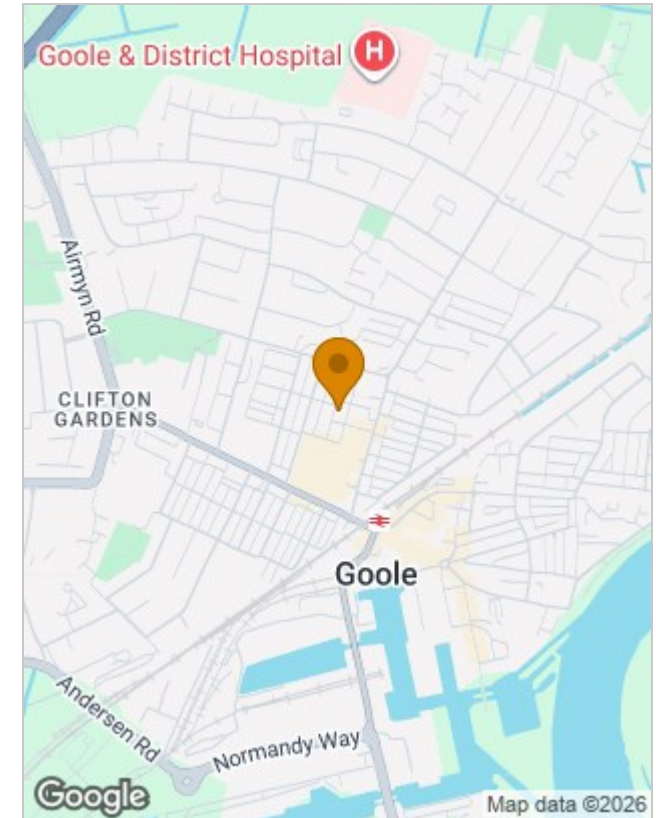 Goole & District Hospital
H
Airmyn Rd
CLIFTON
GARDENS
Goole
Andersen Rd
Normandy Way
Google
Map data ©2026